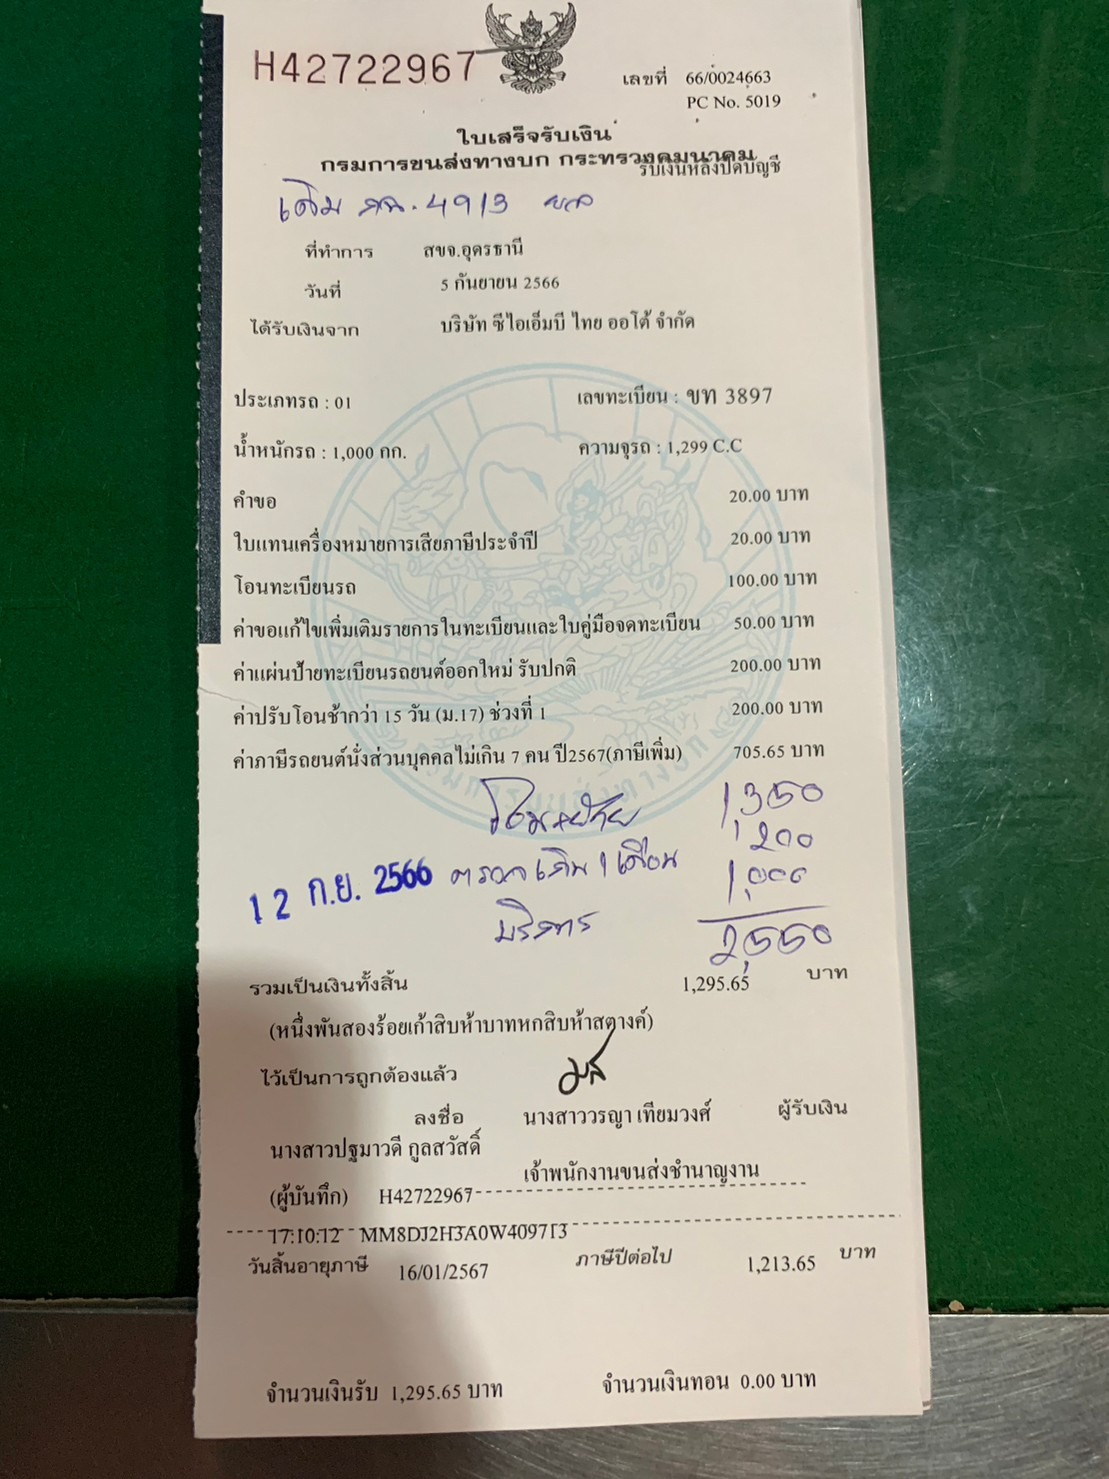 H42722967
เลขที่ 66/0024663
PC No. 5019
ใบเสร็จรับเงิน
กรมการขนส่งทางบก กระทรวงคมนาคม
รับเงินหลังปิดบัญชี
เดิม 4913
ที่ทำการ สขจ.อุดรธานี
วันที่ 5 กันยายน 2566
ได้รับเงินจาก บริษัท ซีไอเอ็มบี ไทย ออโต้ จำกัด
ประเภทรถ : 01 เลขทะเบียน : ขท 3897
น้ำหนักรถ : 1,000 กก. ความจุรถ : 1,299 C.C
คำขอ 20.00 บาท
ใบแทนเครื่องหมายการเสียภาษีประจำปี 20.00 บาท
โอนทะเบียนรถ 100.00 บาท
ค่าขอแก้ไขเพิ่มเติมรายการในทะเบียนและใบคู่มือจดทะเบียน 50.00 บาท
ค่าแผ่นป้ายทะเบียนรถยนต์ออกใหม่ รับปกติ 200.00 บาท
ค่าปรับโอนช้ากว่า 15 วัน (ม.17) ช่วงที่ 1 200.00 บาท
ค่าภาษีรถยนต์นั่งส่วนบุคคลไม่เกิน 7 คน ปี2567(ภาษีเพิ่ม) 705.65 บาท
1,350
200
12 ก.ย. 2566 ตรวจเกิน 1 เดือน 1,000
บริการ 2,550
รวมเป็นเงินทั้งสิ้น 1,295.65 บาท
(หนึ่งพันสองร้อยเก้าสิบห้าบาทหกสิบห้าสตางค์)
ไว้เป็นการถูกต้องแล้ว
ลงชื่อ นางสาววรญา เทียมวงศ์ ผู้รับเงิน
นางสาวปฐมาวดี กูลสวัสดิ์
เจ้าพนักงานขนส่งชำนาญงาน
(ผู้บันทึก) H42722967
17:10:12 MM8DJ2H3A0W409713
วันสิ้นอายุภาษี 16/01/2567 ภาษีปีต่อไป 1,213.65 บาท
จำนวนเงินรับ 1,295.65 บาท จำนวนเงินทอน 0.00 บาท